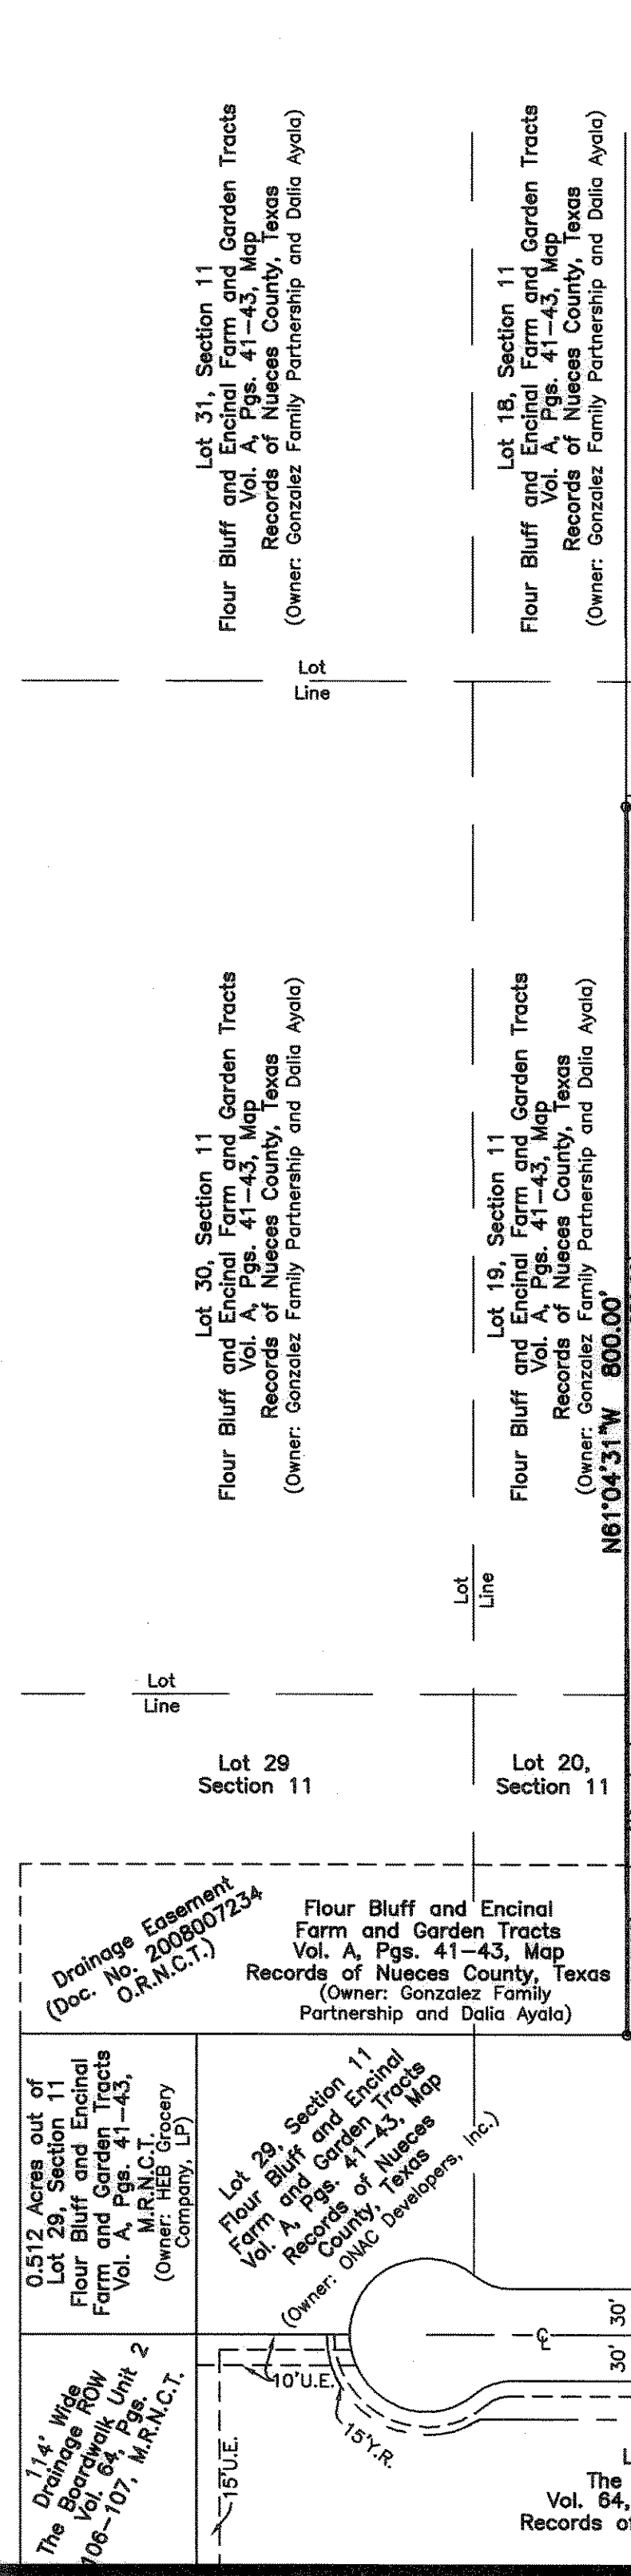 Lot 31, Section 11
Flour Bluff and Encinal Farm and Garden Tracts
Vol. A, Pgs. 41-43, Map
Records of Nueces County, Texas
(Owner: Gonzalez Family Partnership and Dalia Ayala)
Lot 18, Section 11
Flour Bluff and Encinal Farm and Garden Tracts
Vol. A, Pgs. 41-43, Map
Records of Nueces County, Texas
(Owner: Gonzalez Family Partnership and Dalia Ayala)
Lot
Line
Lot 30, Section 11
Flour Bluff and Encinal Farm and Garden Tracts
Vol. A, Pgs. 41-43, Map
Records of Nueces County, Texas
(Owner: Gonzalez Family Partnership and Dalia Ayala)
Lot 19, Section 11
Flour Bluff and Encinal Farm and Garden Tracts
Vol. A, Pgs. 41-43, Map
Records of Nueces County, Texas
(Owner: Gonzalez Family Partnership and Dalia Ayala)
N61°04'31"W 800.00'
Lot
Line
Lot
Line
Lot 29
Section 11
Lot 20,
Section 11
Drainage Easement
(Doc. No. 2008007234
O.R.N.C.T.)
Flour Bluff and Encinal
Farm and Garden Tracts
Vol. A, Pgs. 41-43, Map
Records of Nueces County, Texas
(Owner: Gonzalez Family
Partnership and Dalia Ayala)
0.512 Acres out of
Lot 29, Section 11
Flour Bluff and Encinal
Farm and Garden Tracts
Vol. A, Pgs. 41-43,
M.R.N.C.T.
(Owner: HEB Grocery
Company, LP)
Lot 29, Section 11
Flour Bluff and Encinal
Farm and Garden Tracts
Vol. A, Pgs. 41-43, Map
Records of Nueces
County, Texas
(Owner: ONAC Developers, Inc.)
114' Wide
Drainage ROW
The Boardwalk Unit 2
Vol. 64, Pgs.
106-107, M.R.N.C.T.
10'U.E.
15'Y.R.
15'U.E.
℄
30'
30'
L
The
Vol. 64,
Records of